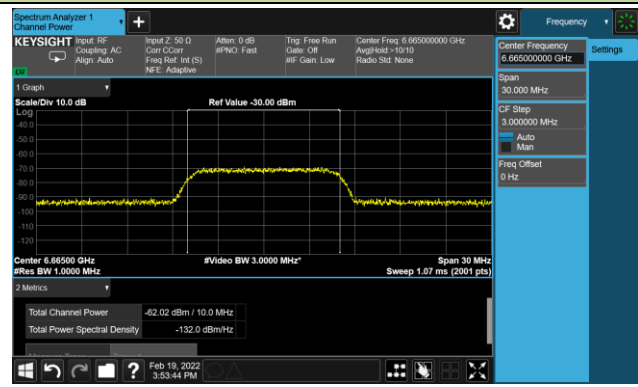 Spectrum Analyzer 1
Channel Power
Frequency
KEYSIGHT
Input: RF
Coupling: AC
Align: Auto
Input Z: 50 Ω
Corr CCorr
Freq Ref: Int (S)
NFE: Adaptive
Atten: 0 dB
#PNO: Fast
Trig: Free Run
Gate: Off
#IF Gain: Low
Center Freq: 6.665000000 GHz
Avg|Hold:>10/10
Radio Std: None
Center Frequency
6.665000000 GHz
Settings
Span
30.000 MHz
CF Step
3.000000 MHz
Auto
Man
Freq Offset
0 Hz
1 Graph
Scale/Div 10.0 dB
Ref Value -30.00 dBm
Log
-40.0
-50.0
-60.0
-70.0
-80.0
-90.0
-100
-110
-120
Center 6.66500 GHz
#Video BW 3.0000 MHz*
Span 30 MHz
#Res BW 1.0000 MHz
Sweep 1.07 ms (2001 pts)
2 Metrics
Total Channel Power
-62.02 dBm / 10.0 MHz
Total Power Spectral Density
-132.0 dBm/Hz
Feb 19, 2022
3:53:44 PM